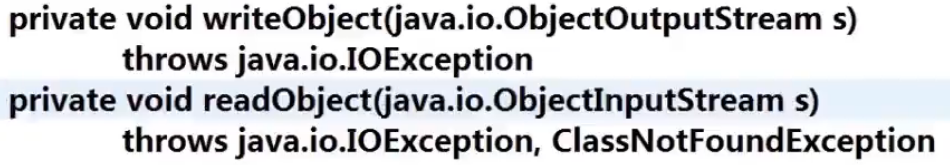 private void writeObject(java.io.ObjectOutputStream s)
throws java.io.IOException
private void readObject(java.io.ObjectInputStream s)
throws java.io.IOException, ClassNotFoundException